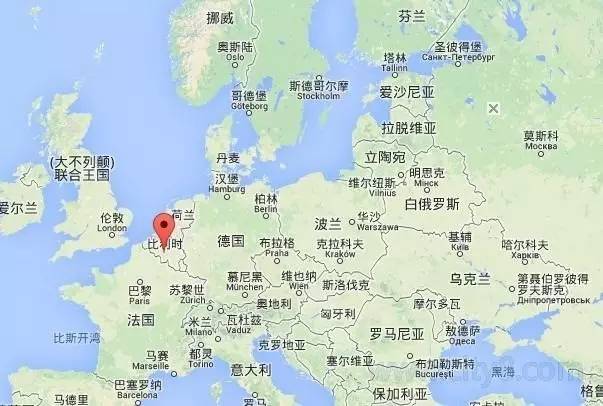 挪威
芬兰
奥斯陆
Oslo
圣彼得堡
Санкт-Петербург
塔林
Tallinn
斯德哥尔摩
Stockholm
哥德堡
Göteborg
爱沙尼亚
拉脱维亚
莫斯科
Москва
(大不列颠)
联合王国
丹麦
立陶宛
维尔纽斯
Vilnius
明思克
Мінск
汉堡
Hamburg
柏林
Berlin
白俄罗斯
爱尔兰
伦敦
London
荷兰
波兰
华沙
Warszawa
比利时
德国
布拉格
Praha
克拉科夫
Kraków
基辅
Київ
哈尔科夫
Харків
巴黎
Paris
慕尼黑
München
维也纳
Wien
斯洛伐克
乌克兰
第聂伯罗彼得
罗夫斯克
Дніпропетровськ
苏黎世
Zürich
奥地利
匈牙利
摩尔多瓦
法国
瓦杜兹
Vaduz
米兰
Milano
比斯开湾
克罗地亚
罗马尼亚
敖德萨
Одеса
马赛
Marseille
都灵
Torino
塞尔维亚
布加勒斯特
București
黑海
意大利
巴塞罗那
Barcelona
马德里
保加利亚